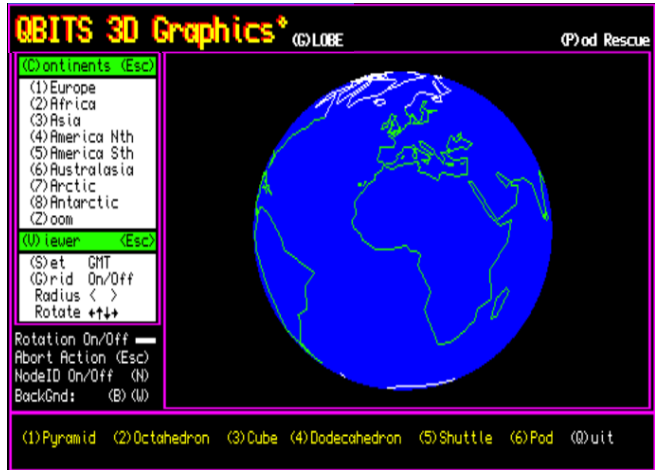 QBITS 3D Graphics* (G)LOBE (P)od Rescue
(C)ontinents (Esc)
(1)Europe
(2)Africa
(3)Asia
(4)America Nth
(5)America Sth
(6)Australasia
(7)Arctic
(8)Antarctic
(Z)oom
(V)iewer (Esc)
(S)et GMT
(G)rid On/Off
Radius < >
Rotate ←↑↓→
Rotation On/Off
Abort Action (Esc)
NodeID On/Off (N)
BackGnd: (B)(W)
(1)Pyramid (2)Octahedron (3)Cube (4)Dodecahedron (5)Shuttle (6)Pod (Q)uit